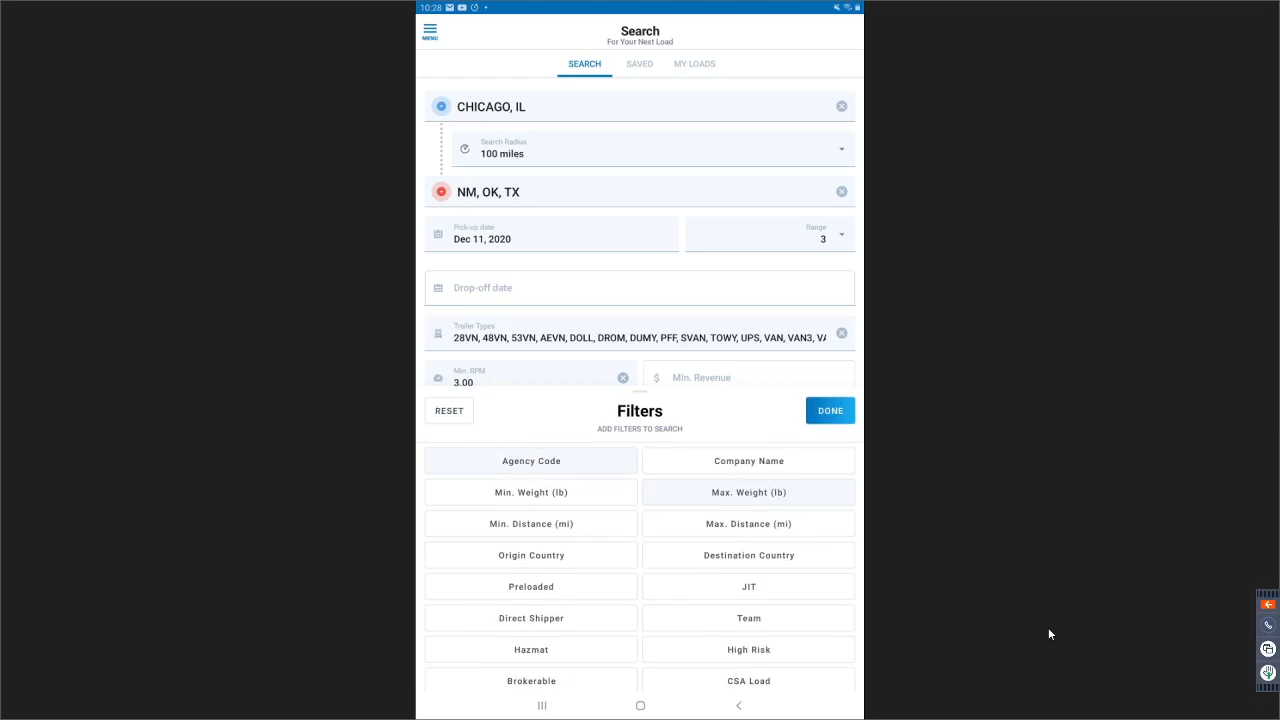 10:28
MENU
Search
For Your Next Load
SEARCH SAVED MY LOADS
CHICAGO, IL
Search Radius
100 miles
NM, OK, TX
Pick-up date
Dec 11, 2020
Range
3
Drop-off date
Trailer Types
28VN, 48VN, 53VN, AEVN, DOLL, DROM, DUMY, PFF, SVAN, TOWY, UPS, VAN, VAN3,
Min. RPM
3.00
$ Min. Revenue
RESET
Filters
DONE
ADD FILTERS TO SEARCH
Agency Code Company Name
Min. Weight (lb) Max. Weight (lb)
Min. Distance (mi) Max. Distance (mi)
Origin Country Destination Country
Preloaded JIT
Direct Shipper Team
Hazmat High Risk
Brokerable CSA Load